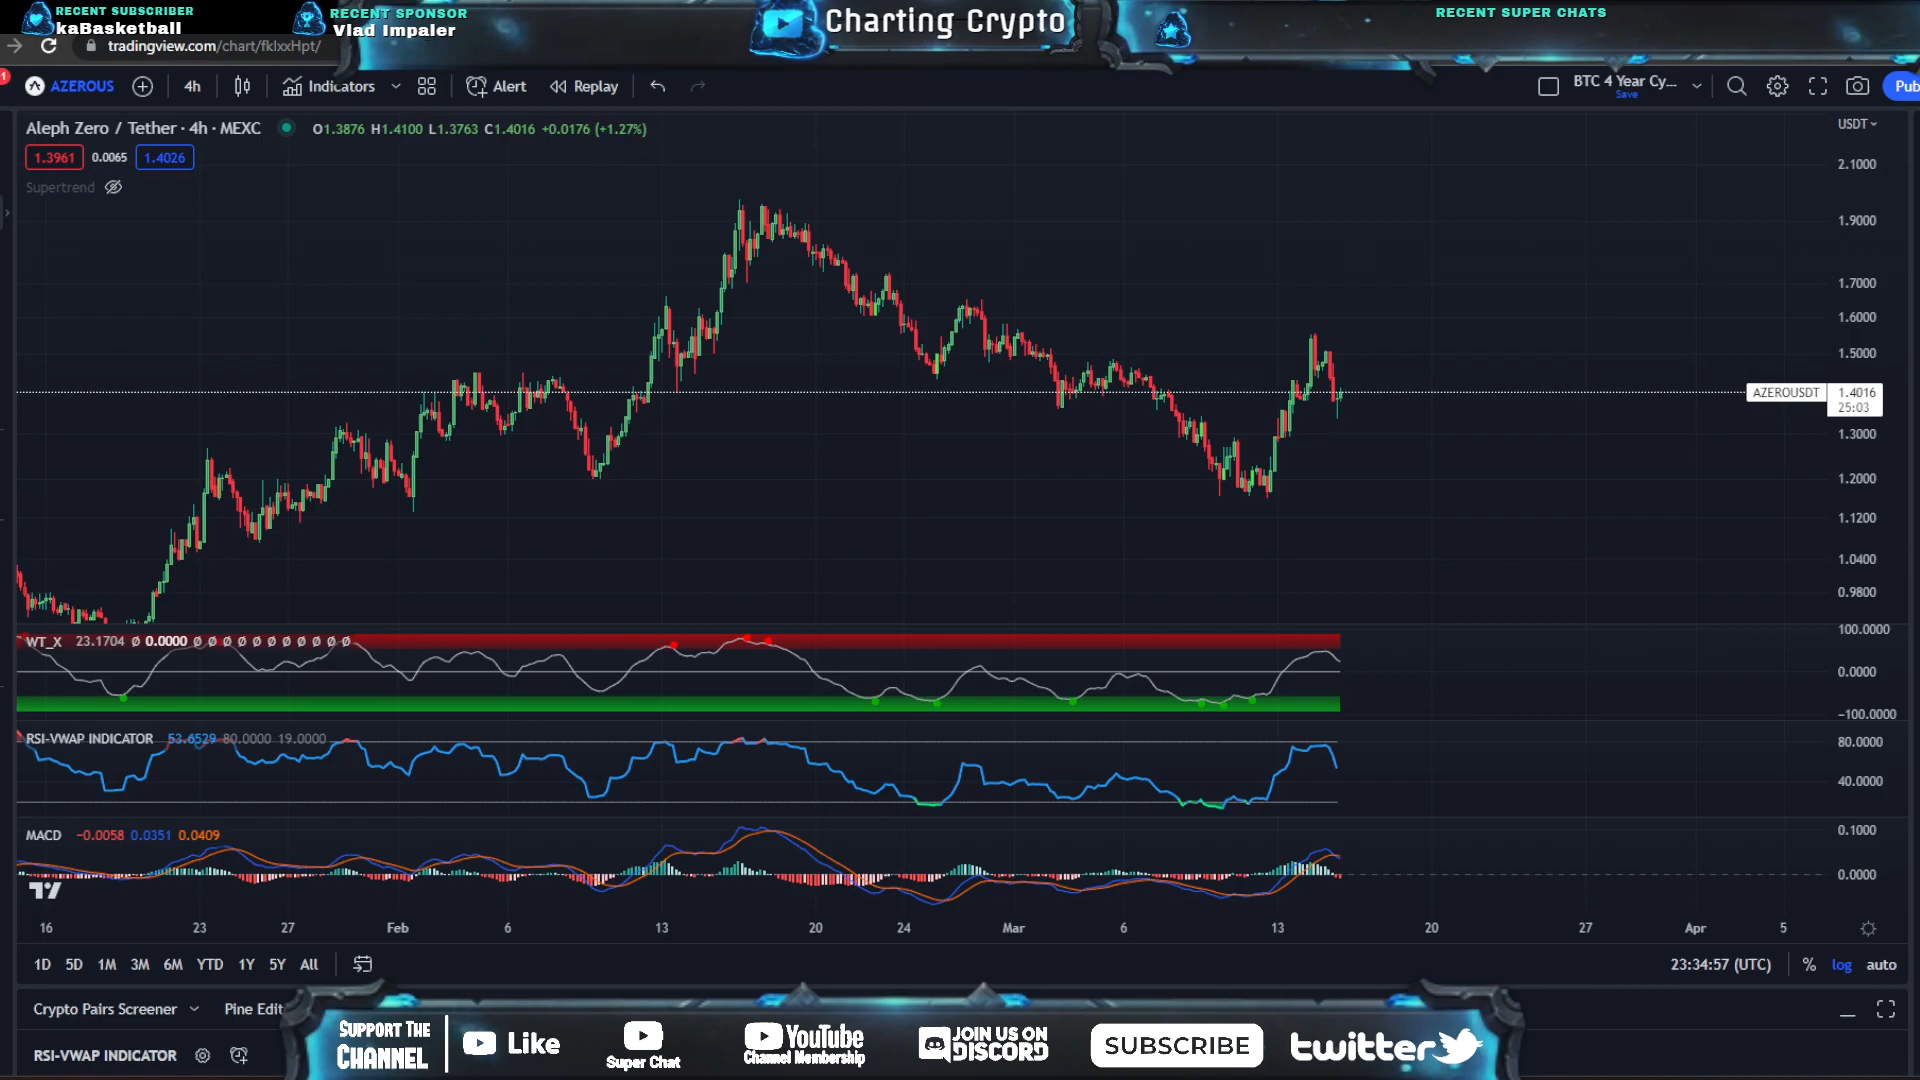 RECENT SUBSCRIBER
kaBasketball
RECENT SPONSOR
Vlad Impaler
Charting Crypto
RECENT SUPER CHATS
tradingview.com/chart/fklxxHpt/
1
AZEROUS
4h
Indicators
Alert
Replay
BTC 4 Year Cy...
Save
Pub
Aleph Zero / Tether · 4h · MEXC
O1.3876 H1.4100 L1.3763 C1.4016 +0.0176 (+1.27%)
USDT
1.3961 0.0065 1.4026
Supertrend
2.1000
1.9000
1.7000
1.6000
1.5000
AZEROUSDT 1.4016
25:03
1.3000
1.2000
1.1200
1.0400
0.9800
WT_X 23.1704 Ø 0.0000 Ø Ø Ø Ø Ø Ø Ø Ø Ø Ø Ø
100.0000
0.0000
−100.0000
RSI-VWAP INDICATOR 53.6529 80.0000 19.0000
80.0000
40.0000
MACD −0.0058 0.0351 0.0409
0.1000
0.0000
16 23 27 Feb 6 13 20 24 Mar 6 13 20 27 Apr 5
1D 5D 1M 3M 6M YTD 1Y 5Y All
23:34:57 (UTC) % log auto
Crypto Pairs Screener
Pine Edit
RSI-VWAP INDICATOR
SUPPORT THE
CHANNEL
Like
Super Chat
YouTube
Channel Membership
JOIN US ON
DISCORD
SUBSCRIBE
twitter